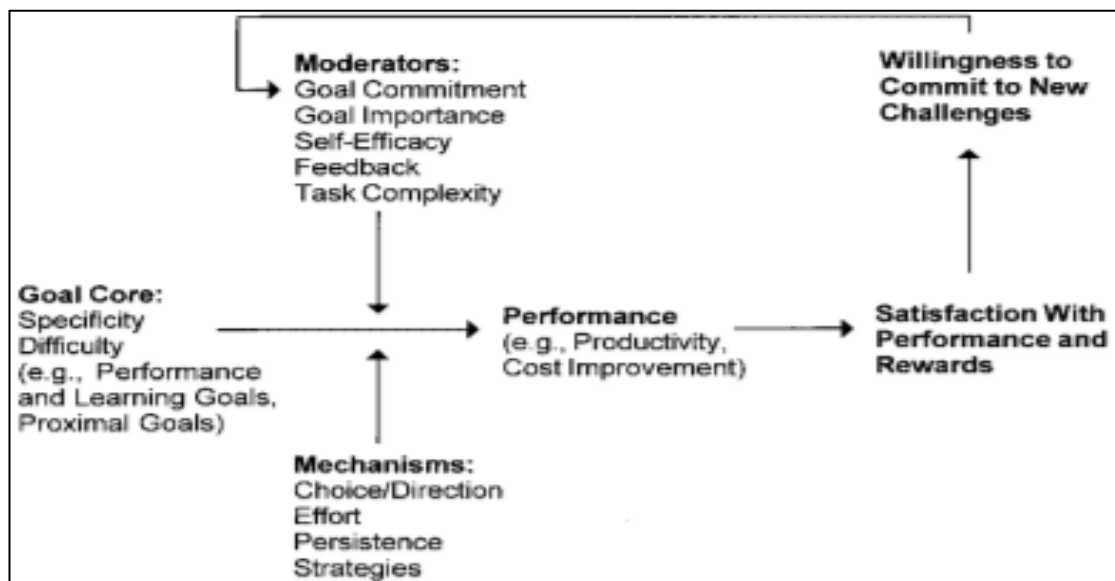 Moderators:
Goal Commitment
Goal Importance
Self-Efficacy
Feedback
Task Complexity
Willingness to
Commit to New
Challenges
Goal Core:
Specificity
Difficulty
(e.g., Performance
and Learning Goals,
Proximal Goals)
Performance
(e.g., Productivity,
Cost Improvement)
Satisfaction With
Performance and
Rewards
Mechanisms:
Choice/Direction
Effort
Persistence
Strategies